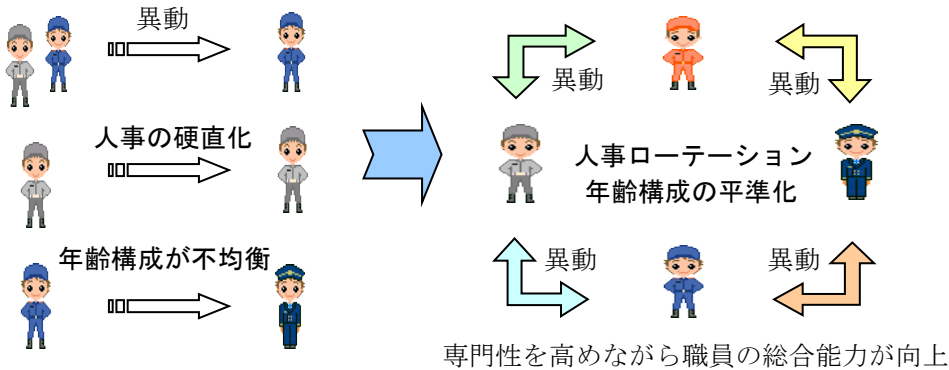 異動
人事の硬直化
年齢構成が不均衡
異動
異動
人事ローテーション
年齢構成の平準化
異動
異動
専門性を高めながら職員の総合能力が向上